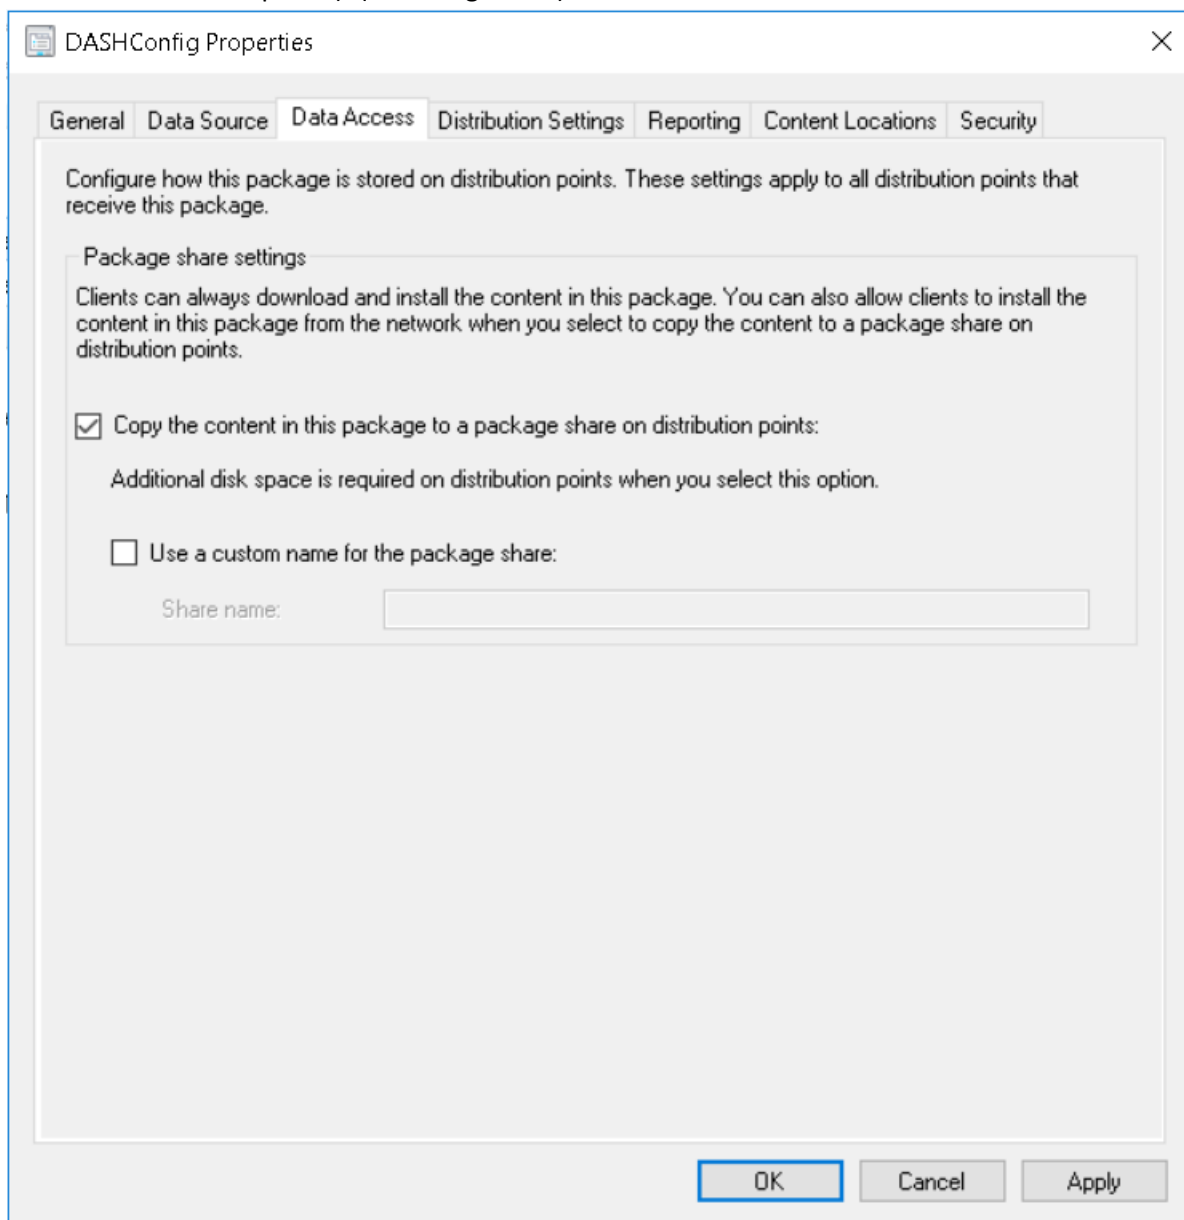 DASHConfig Properties
General Data Source Data Access Distribution Settings Reporting Content Locations Security
Configure how this package is stored on distribution points. These settings apply to all distribution points that
receive this package.
Package share settings
Clients can always download and install the content in this package. You can also allow clients to install the
content in this package from the network when you select to copy the content to a package share on
distribution points.
Copy the content in this package to a package share on distribution points:
Additional disk space is required on distribution points when you select this option.
Use a custom name for the package share:
Share name:
OK Cancel Apply